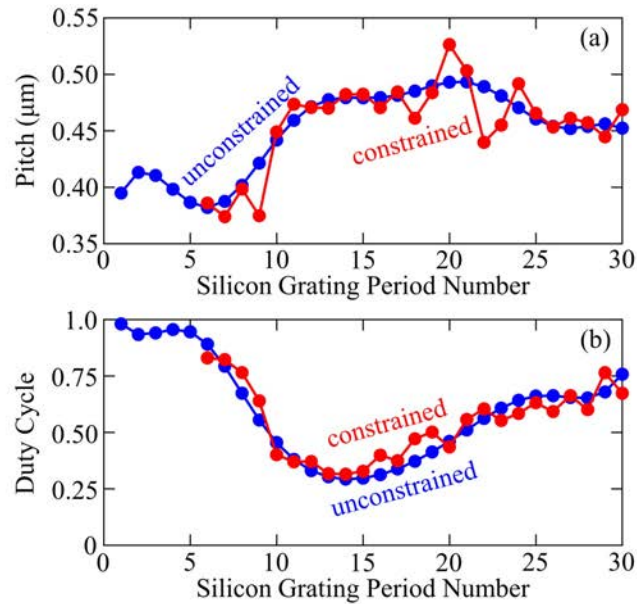 0.55
(a)
0.50
unconstrained
Pitch (μm)
0.45
constrained
0.40
0.35
0 5 10 15 20 25 30
Silicon Grating Period Number
1.0
(b)
0.75
Duty Cycle
constrained
0.50
unconstrained
0.25
0
0 5 10 15 20 25 30
Silicon Grating Period Number